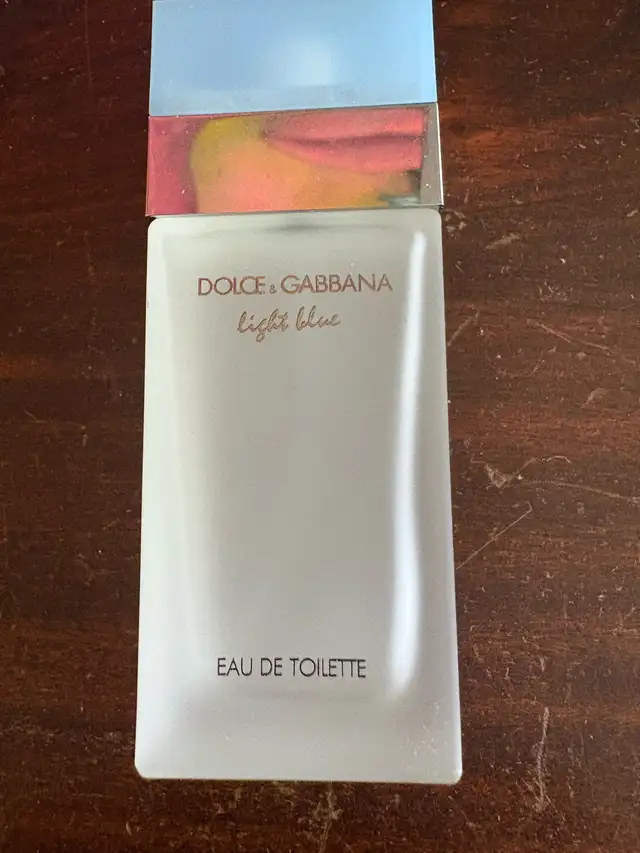 DOLCE & GABBANA
light blue
EAU DE TOILETTE